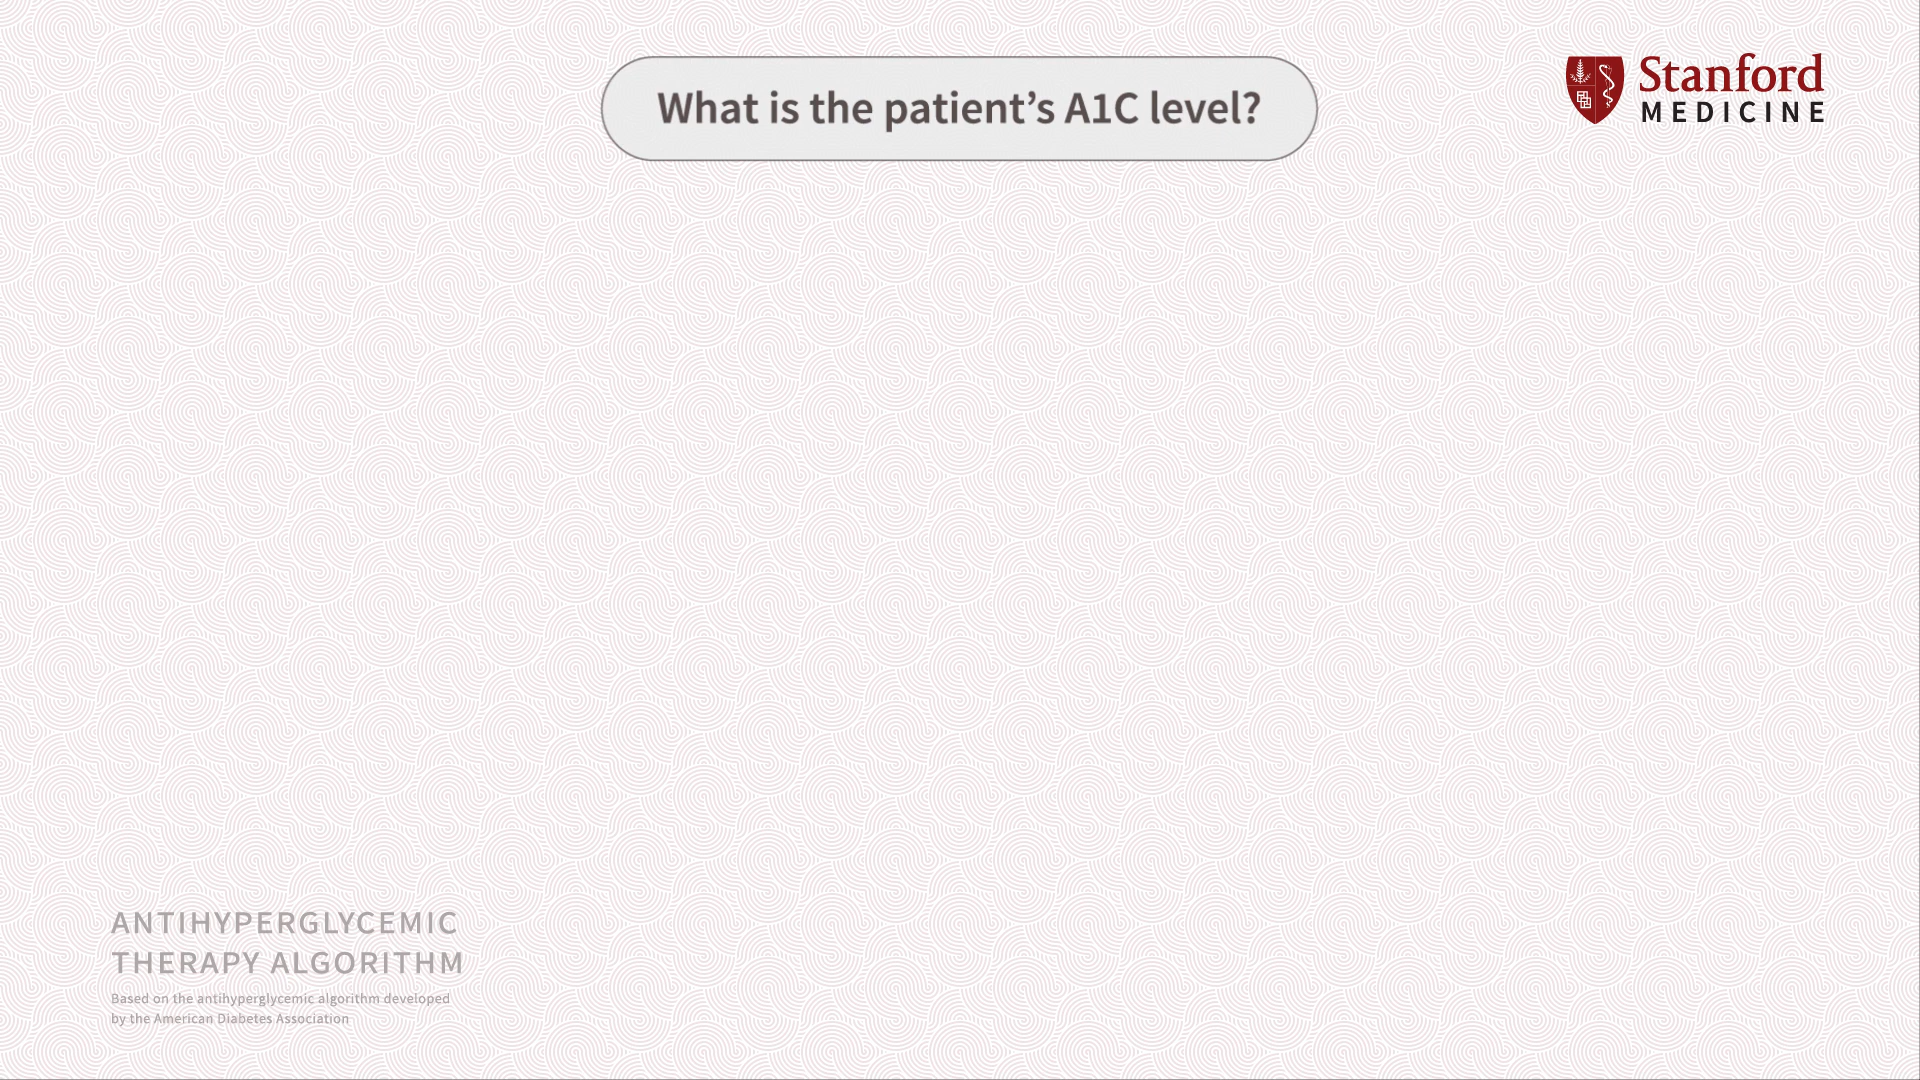 What is the patient’s A1C level?
Stanford
MEDICINE
ANTIHYPERGLYCEMIC
THERAPY ALGORITHM
Based on the antihyperglycemic algorithm developed
by the American Diabetes Association